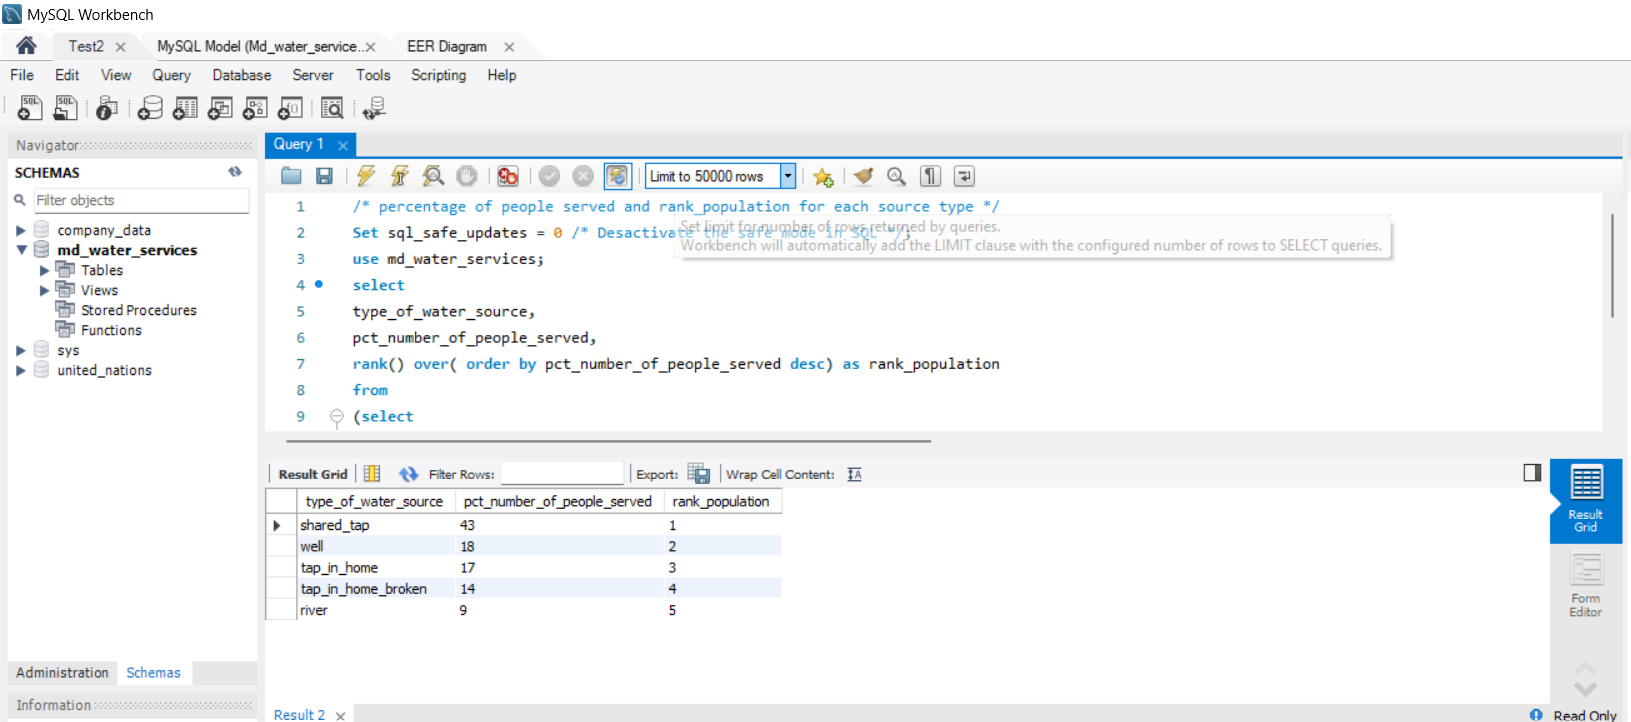 MySQL Workbench
Test2
MySQL Model (Md_water_service..
EER Diagram
File Edit View Query Database Server Tools Scripting Help
Navigator
SCHEMAS
Filter objects
company_data
md_water_services
Tables
Views
Stored Procedures
Functions
sys
united_nations
Administration Schemas
Information
Query 1
Limit to 50000 rows
1 /* percentage of people served and rank_population for each source type */
2 Set sql_safe_updates = 0 /* Desactivate the safe mode in SQL */;
Set limit for number of rows returned by queries.
Workbench will automatically add the LIMIT clause with the configured number of rows to SELECT queries.
3 use md_water_services;
4 select
5 type_of_water_source,
6 pct_number_of_people_served,
7 rank() over( order by pct_number_of_people_served desc) as rank_population
8 from
9 (select
Result Grid Filter Rows: Export: Wrap Cell Content:
type_of_water_source pct_number_of_people_served rank_population
shared_tap 43 1
well 18 2
tap_in_home 17 3
tap_in_home_broken 14 4
river 9 5
Result
Grid
Form
Editor
Result 2
Read Only